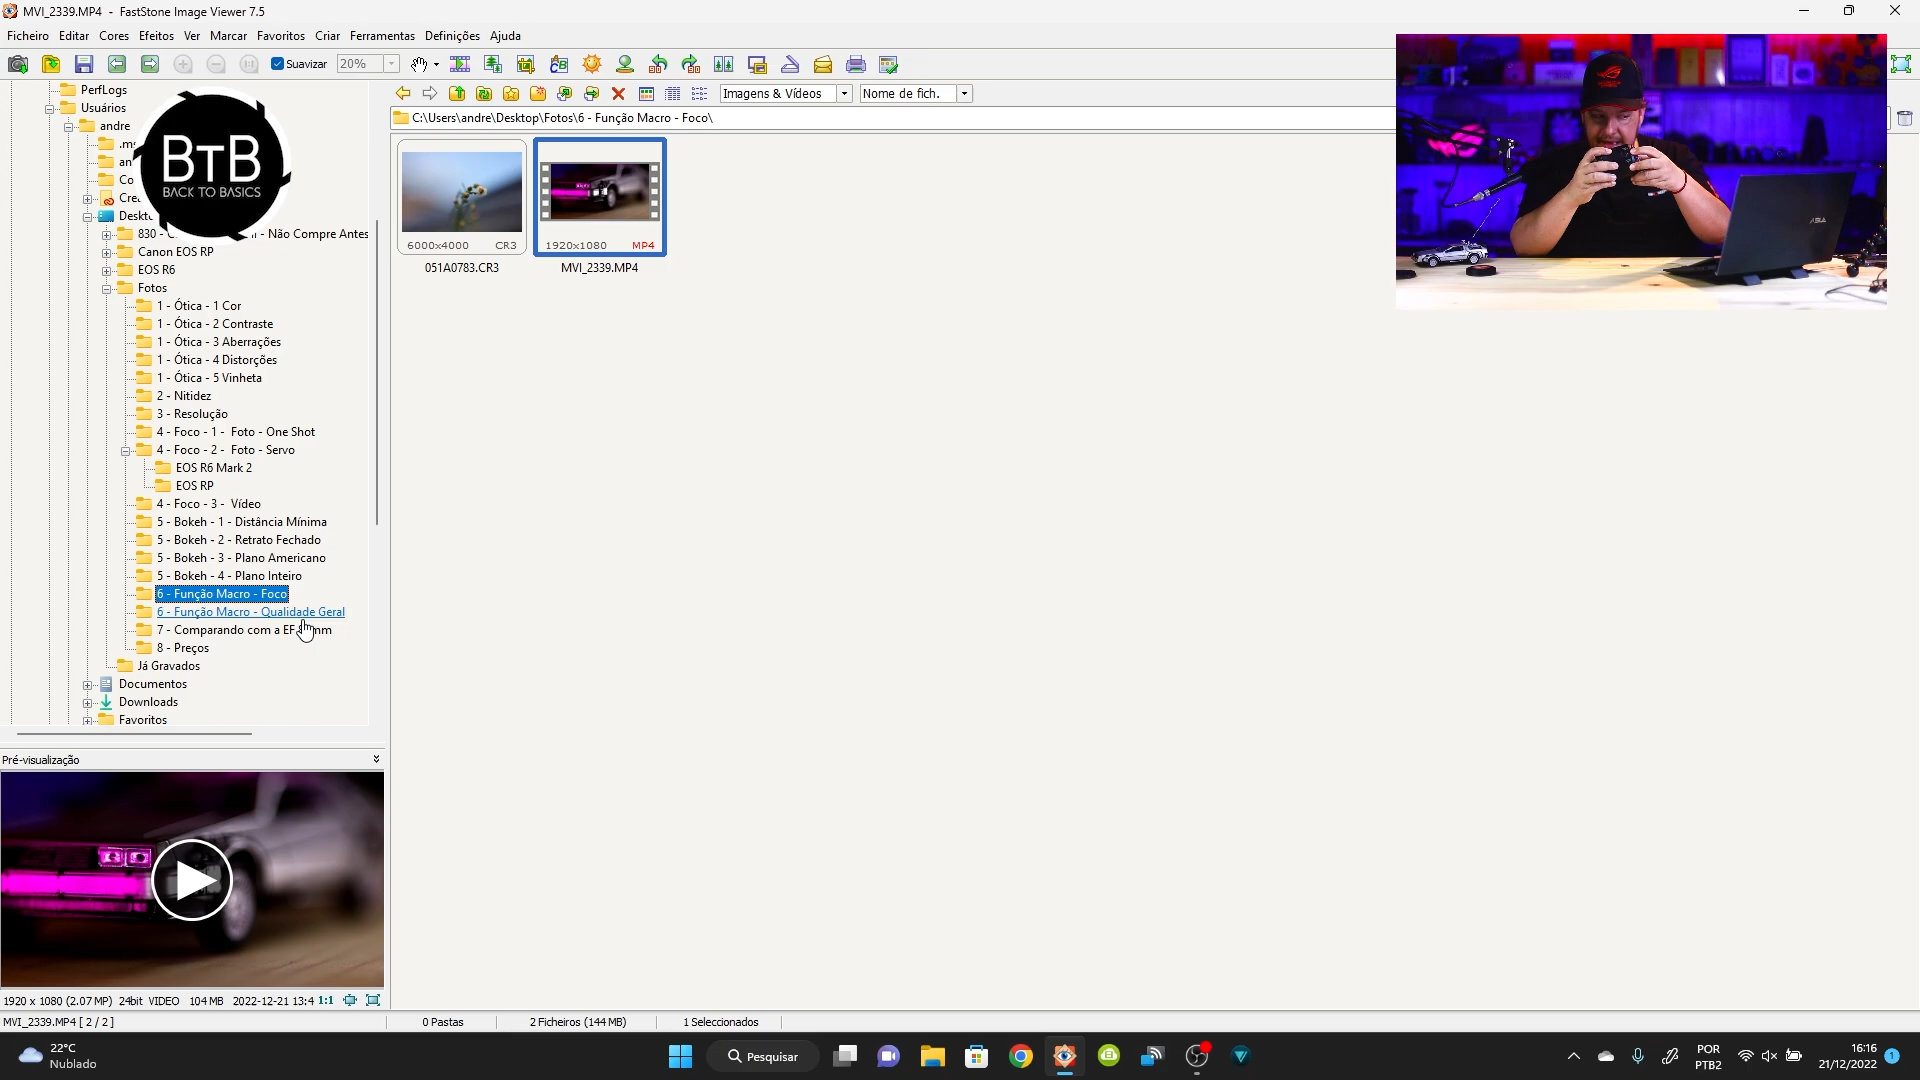 MVI_2339.MP4 - FastStone Image Viewer 7.5
Ficheiro Editar Cores Efeitos Ver Marcar Favoritos Criar Ferramentas Definições Ajuda
Suavizar 20%
Imagens & Vídeos Nome de fich.
C:\Users\andre\Desktop\Fotos\6 - Função Macro - Foco\
PerfLogs
Usuários
andre
BTB
BACK TO BASICS
Não Compre Antes
Canon EOS RP
EOS R6
Fotos
1 - Ótica - 1 Cor
1 - Ótica - 2 Contraste
1 - Ótica - 3 Aberrações
1 - Ótica - 4 Distorções
1 - Ótica - 5 Vinheta
2 - Nitidez
3 - Resolução
4 - Foco - 1 - Foto - One Shot
4 - Foco - 2 - Foto - Servo
EOS R6 Mark 2
EOS RP
4 - Foco - 3 - Vídeo
5 - Bokeh - 1 - Distância Mínima
5 - Bokeh - 2 - Retrato Fechado
5 - Bokeh - 3 - Plano Americano
5 - Bokeh - 4 - Plano Inteiro
6 - Função Macro - Foco
6 - Função Macro - Qualidade Geral
7 - Comparando com a EF
8 - Preços
Já Gravados
Documentos
Downloads
Favoritos
6000x4000 CR3
051A0783.CR3
1920x1080 MP4
MVI_2339.MP4
Pré-visualização
1920 x 1080 (2.07 MP) 24bit VIDEO 104 MB 2022-12-21 13:4 1:1
MVI_2339.MP4 [ 2 / 2 ]
0 Pastas
2 Ficheiros (144 MB)
1 Seleccionados
22°C
Nublado
Pesquisar
POR
PTB2
16:16
21/12/2022
1